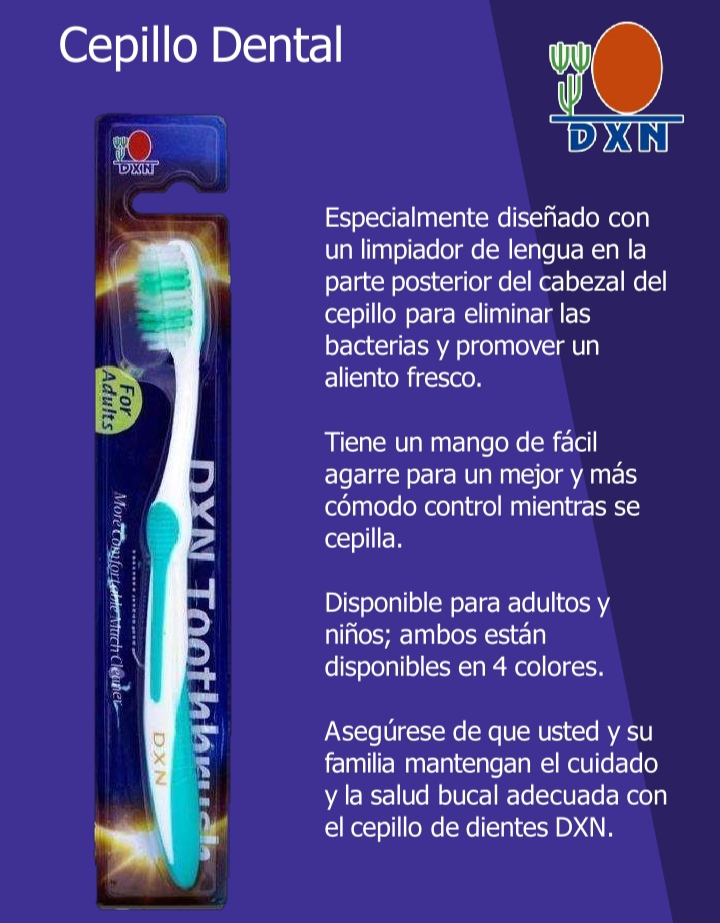 Cepillo Dental
DXN
DXN
Especialmente diseñado con
un limpiador de lengua en la
parte posterior del cabezal del
cepillo para eliminar las
bacterias y promover un
aliento fresco.
Tiene un mango de fácil
agarre para un mejor y más
cómodo control mientras se
cepilla.
Disponible para adultos y
niños; ambos están
disponibles en 4 colores.
Asegúrese de que usted y su
familia mantengan el cuidado
y la salud bucal adecuada con
el cepillo de dientes DXN.
For
Adults
More Comfortable Much Cleaner
DXN Toothbrush
DXN